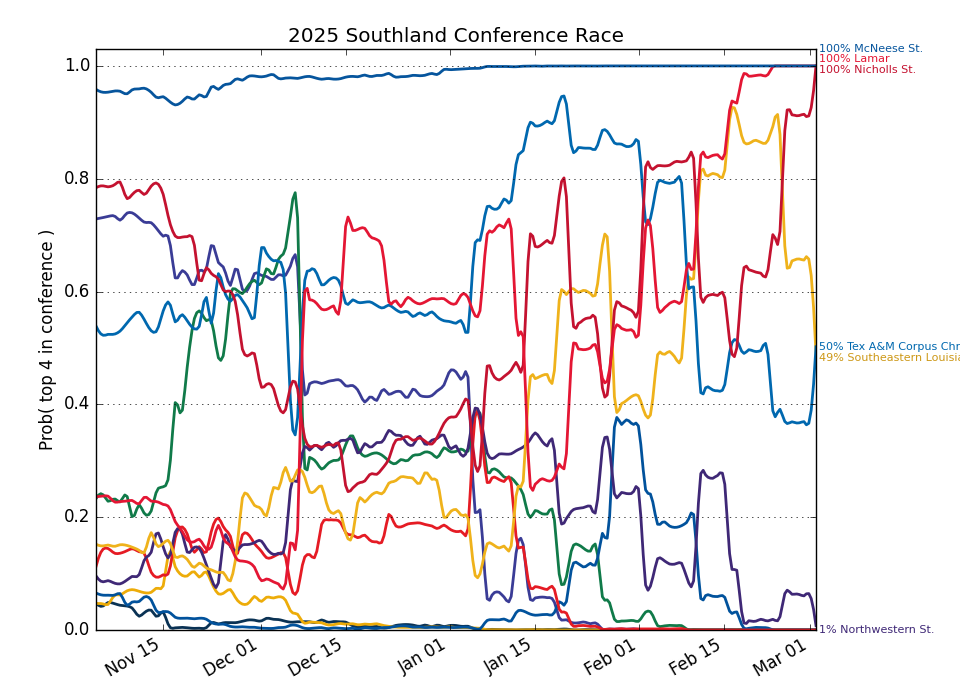 2025 Southland Conference Race
100% McNeese St.
100% Lamar
100% Nicholls St.
50% Tex A&M Corpus Chr
49% Southeastern Louisia
1% Northwestern St.
Prob( top 4 in conference )
1.0
0.8
0.6
0.4
0.2
0.0
Nov 15
Dec 01
Dec 15
Jan 01
Jan 15
Feb 01
Feb 15
Mar 01